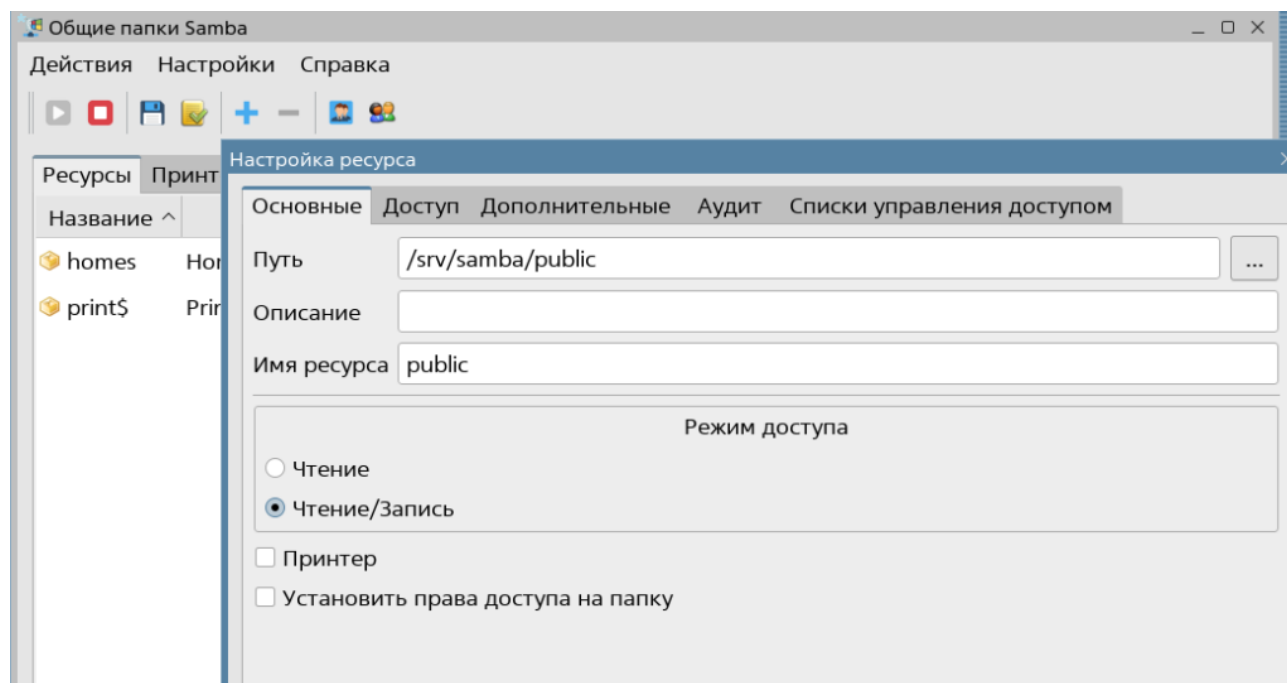 Общие папки Samba
Действия Настройки Справка
Настройка ресурса
Ресурсы Принт
Основные Доступ Дополнительные Аудит Списки управления доступом
Название
Путь /srv/samba/public ...
homes Hor
Описание
print$ Prir
Имя ресурса public
Режим доступа
Чтение
Чтение/Запись
Принтер
Установить права доступа на папку